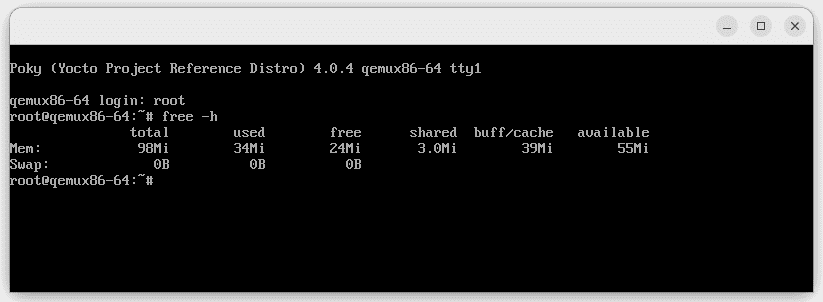 Poky (Yocto Project Reference Distro) 4.0.4 qemux86-64 tty1
qemux86-64 login: root
root@qemux86-64:~# free -h
               total        used        free      shared  buff/cache   available
Mem:            98Mi        34Mi        24Mi       3.0Mi        39Mi        55Mi
Swap:             0B          0B          0B
root@qemux86-64:~#